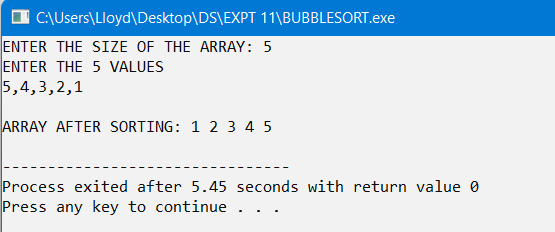 C:\Users\Lloyd\Desktop\DS\EXPT 11\BUBBLESORT.exe
ENTER THE SIZE OF THE ARRAY: 5
ENTER THE 5 VALUES
5,4,3,2,1
ARRAY AFTER SORTING: 1 2 3 4 5
--------------------------------
Process exited after 5.45 seconds with return value 0
Press any key to continue . . .